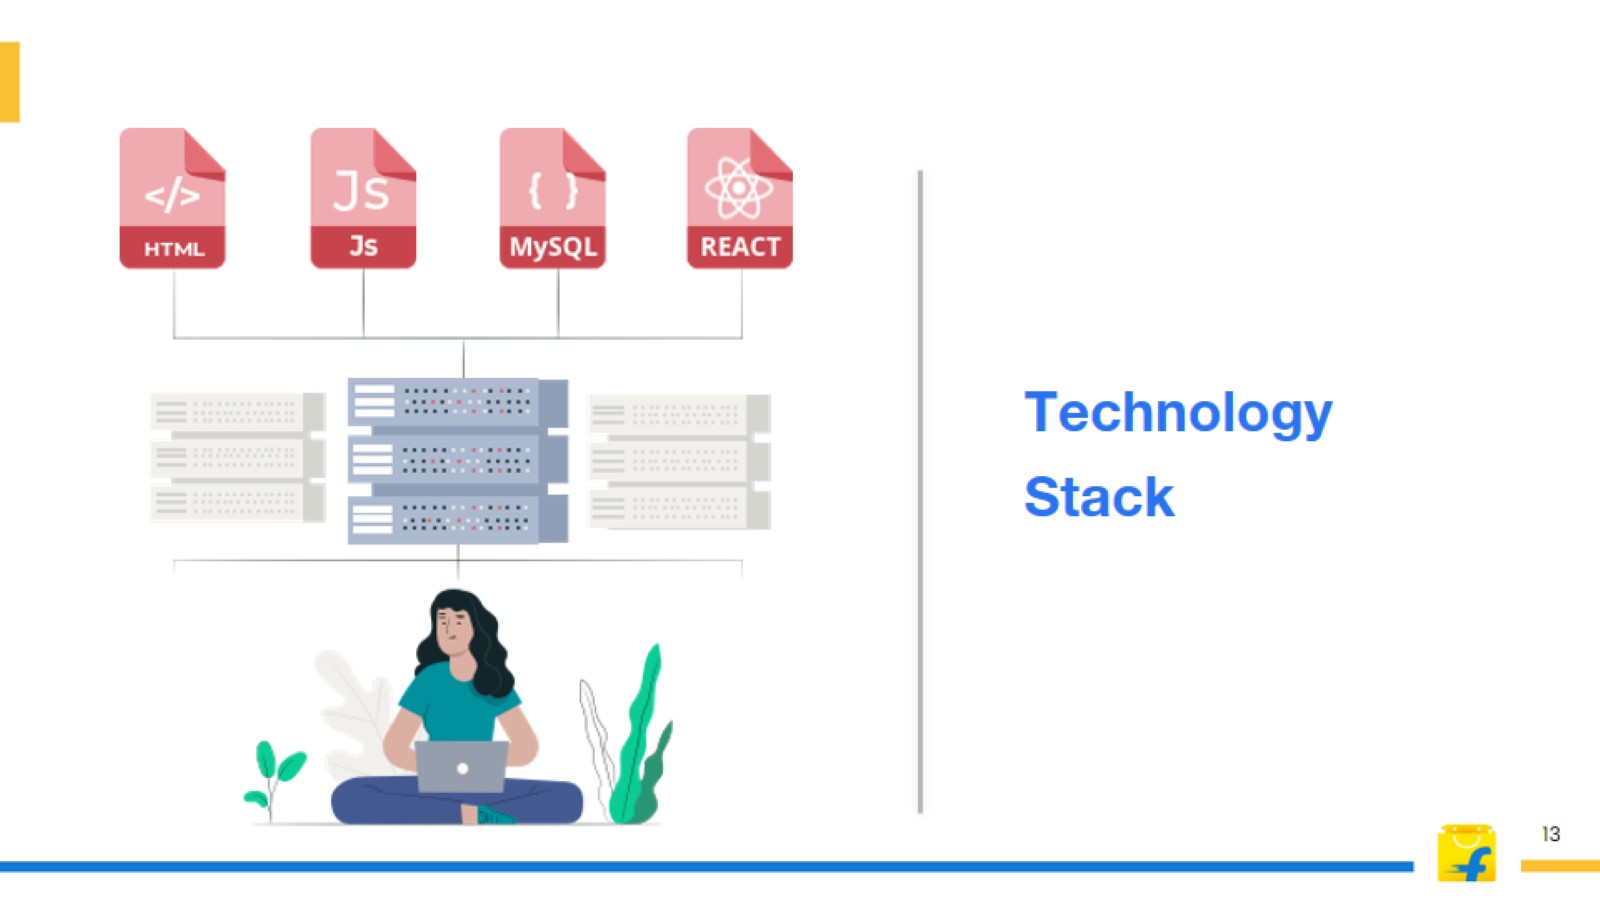 </>
Js
{ }
HTML
Js
MySQL
REACT
Technology
Stack
13
f